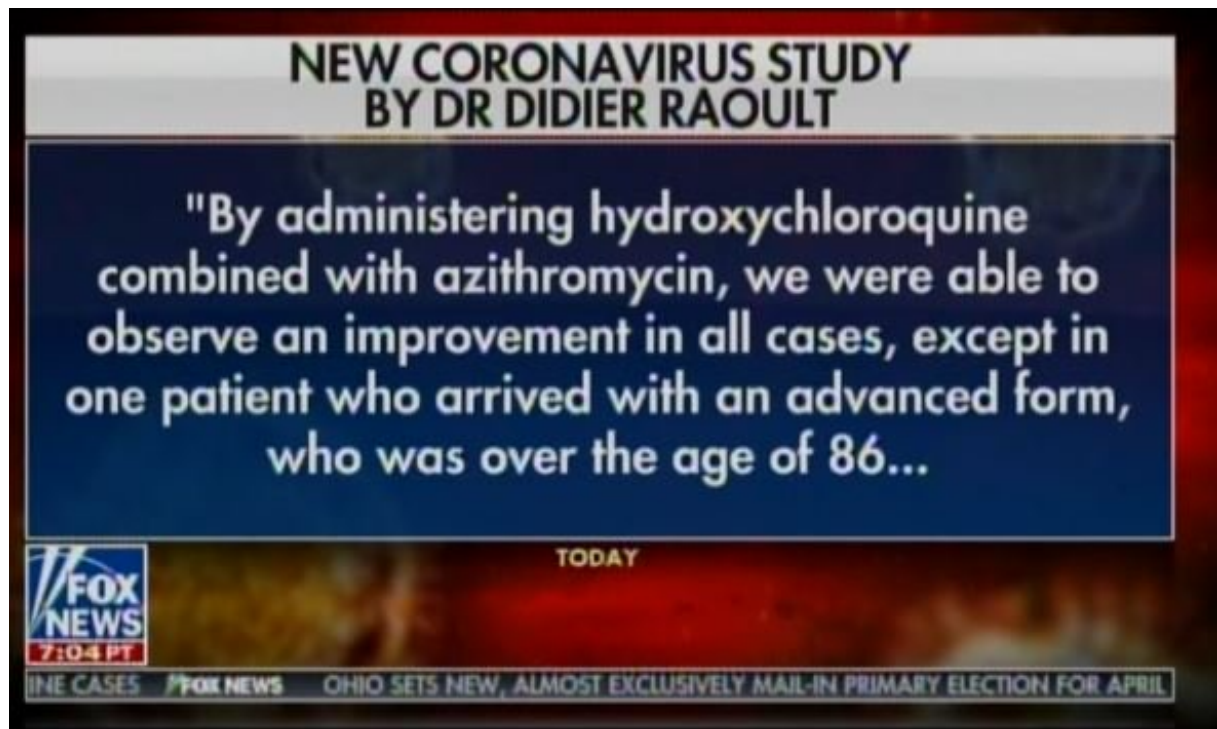 NEW CORONAVIRUS STUDY
BY DR DIDIER RAOULT
"By administering hydroxychloroquine
combined with azithromycin, we were able to
observe an improvement in all cases, except in
one patient who arrived with an advanced form,
who was over the age of 86...
TODAY
FOX
NEWS
7:04 PT
INE CASES FOX NEWS OHIO SETS NEW, ALMOST EXCLUSIVELY MAIL-IN PRIMARY ELECTION FOR APRIL